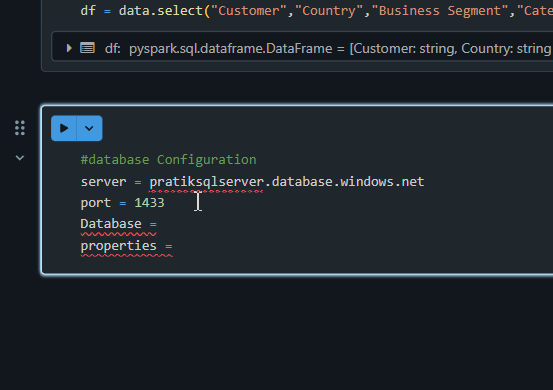 df = data.select("Customer","Country","Business Segment","Cate
df: pyspark.sql.dataframe.DataFrame = [Customer: string, Country: string
#database Configuration
server = pratiksqlserver.database.windows.net
port = 1433
Database =
properties =